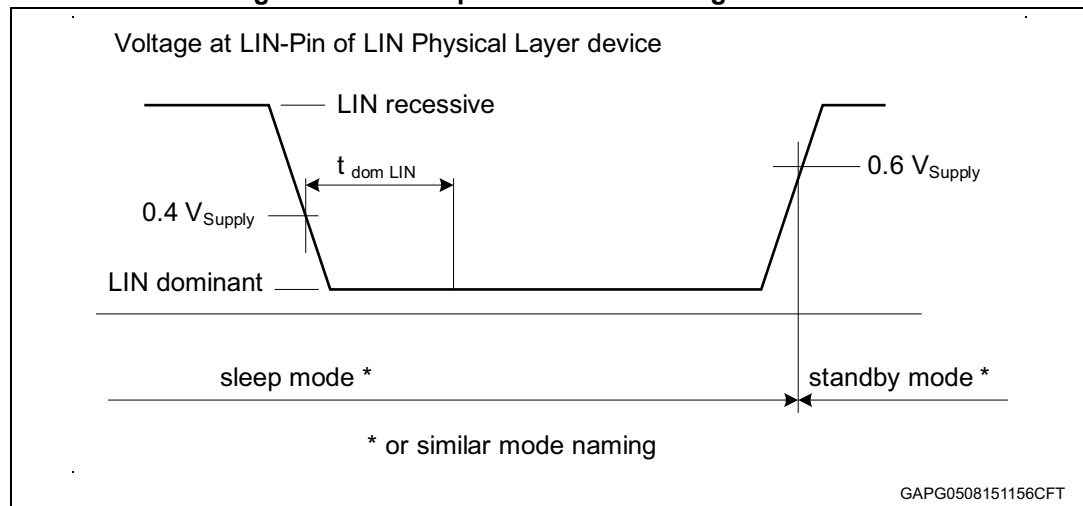 Voltage at LIN-Pin of LIN Physical Layer device
LIN recessive
t dom LIN
0.6 VSupply
0.4 VSupply
LIN dominant
sleep mode *
standby mode *
* or similar mode naming
GAPG0508151156CFT